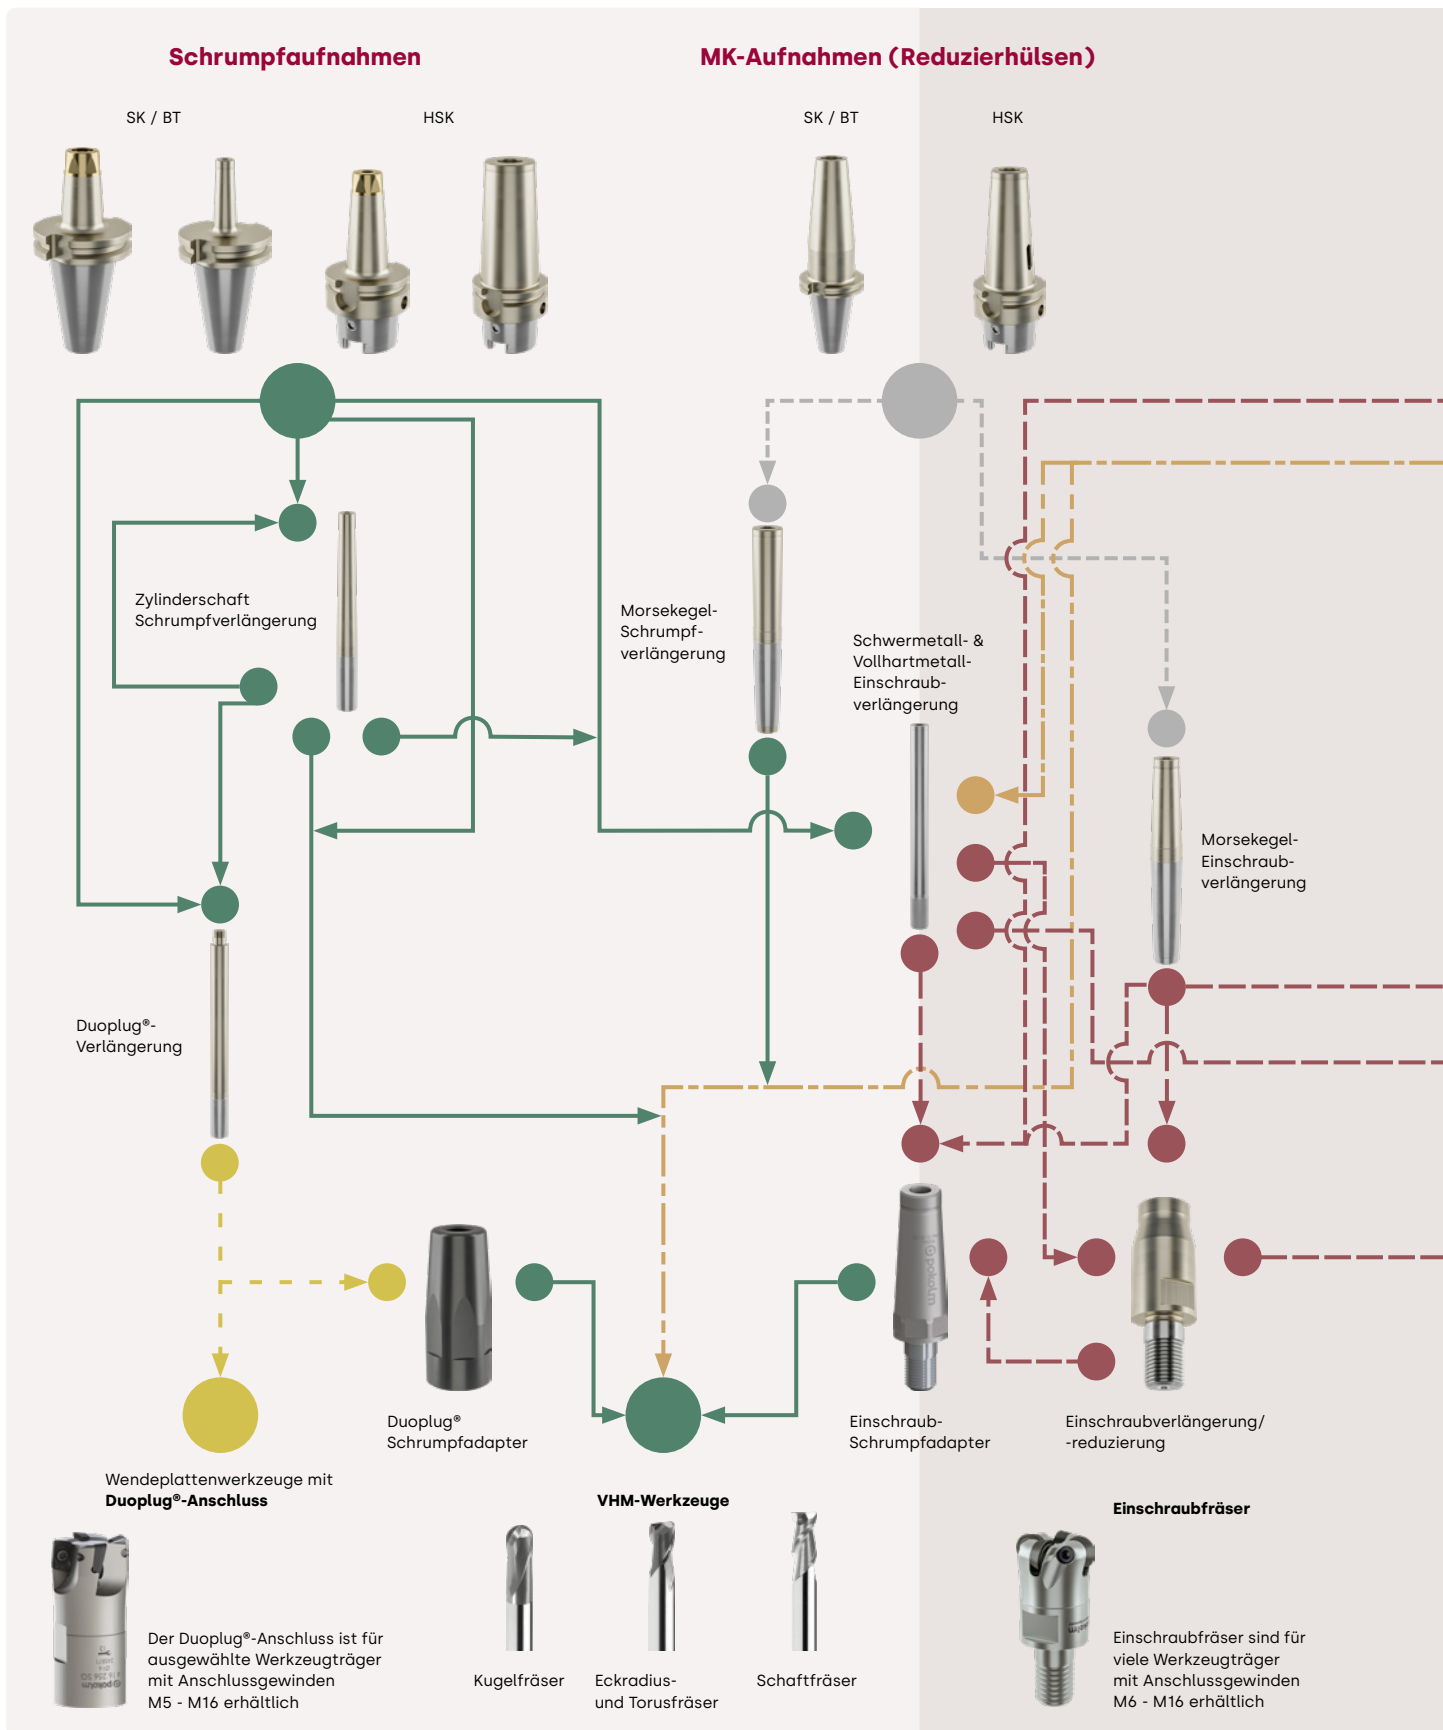 Schrumpfaufnahmen
MK-Aufnahmen (Reduzierhülsen)
SK / BT
HSK
SK / BT
HSK
Zylinderschaft
Schrumpfverlängerung
Morsekegel-
Schrumpf-
verlängerung
Schwermetall- &
Vollhartmetall-
Einschraub-
verlängerung
Morsekegel-
Einschraub-
verlängerung
Duoplug®-
Verlängerung
pokolm
Duoplug®
Schrumpfadapter
Einschraub-
Schrumpfadapter
Einschraubverlängerung/
-reduzierung
Wendeplattenwerkzeuge mit
Duoplug®-Anschluss
VHM-Werkzeuge
Einschraubfräser
Der Duoplug®-Anschluss ist für
ausgewählte Werkzeugträger
mit Anschlussgewinden
M5 - M16 erhältlich
pokolm
Kugelfräser
Eckradius-
und Torusfräser
Schaftfräser
Einschraubfräser sind für
viele Werkzeugträger
mit Anschlussgewinden
M6 - M16 erhältlich